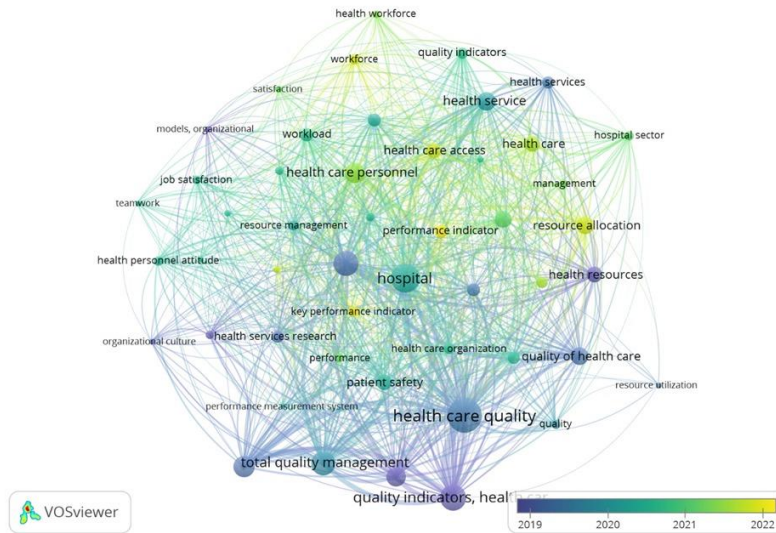 health workforce
quality indicators
workforce
health services
satisfaction
health service
models, organizational
workload
hospital sector
health care
health care access
health care personnel
job satisfaction
management
teamwork
resource management
performance indicator
resource allocation
health personnel attitude
hospital
health resources
key performance indicator
organizational culture
health services research
health care organization
performance
quality of health care
patient safety
resource utilization
performance measurement system
health care quality
quality
total quality management
quality indicators, health car
VOSviewer
2019 2020 2021 2022